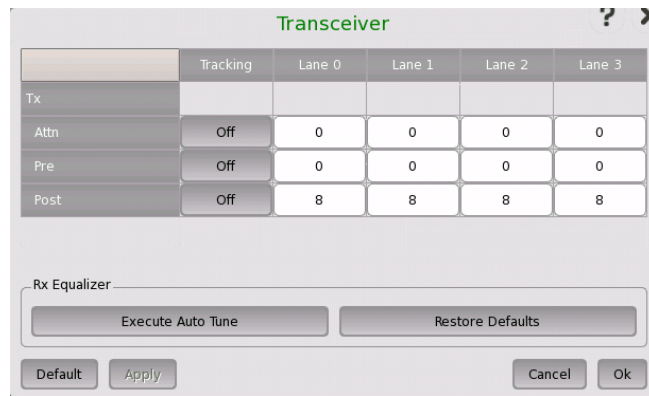 Transceiver ?
Tracking Lane 0 Lane 1 Lane 2 Lane 3
Tx
Attn Off 0 0 0 0
Pre Off 0 0 0 0
Post Off 8 8 8 8
Rx Equalizer
Execute Auto Tune Restore Defaults
Default Apply Cancel Ok